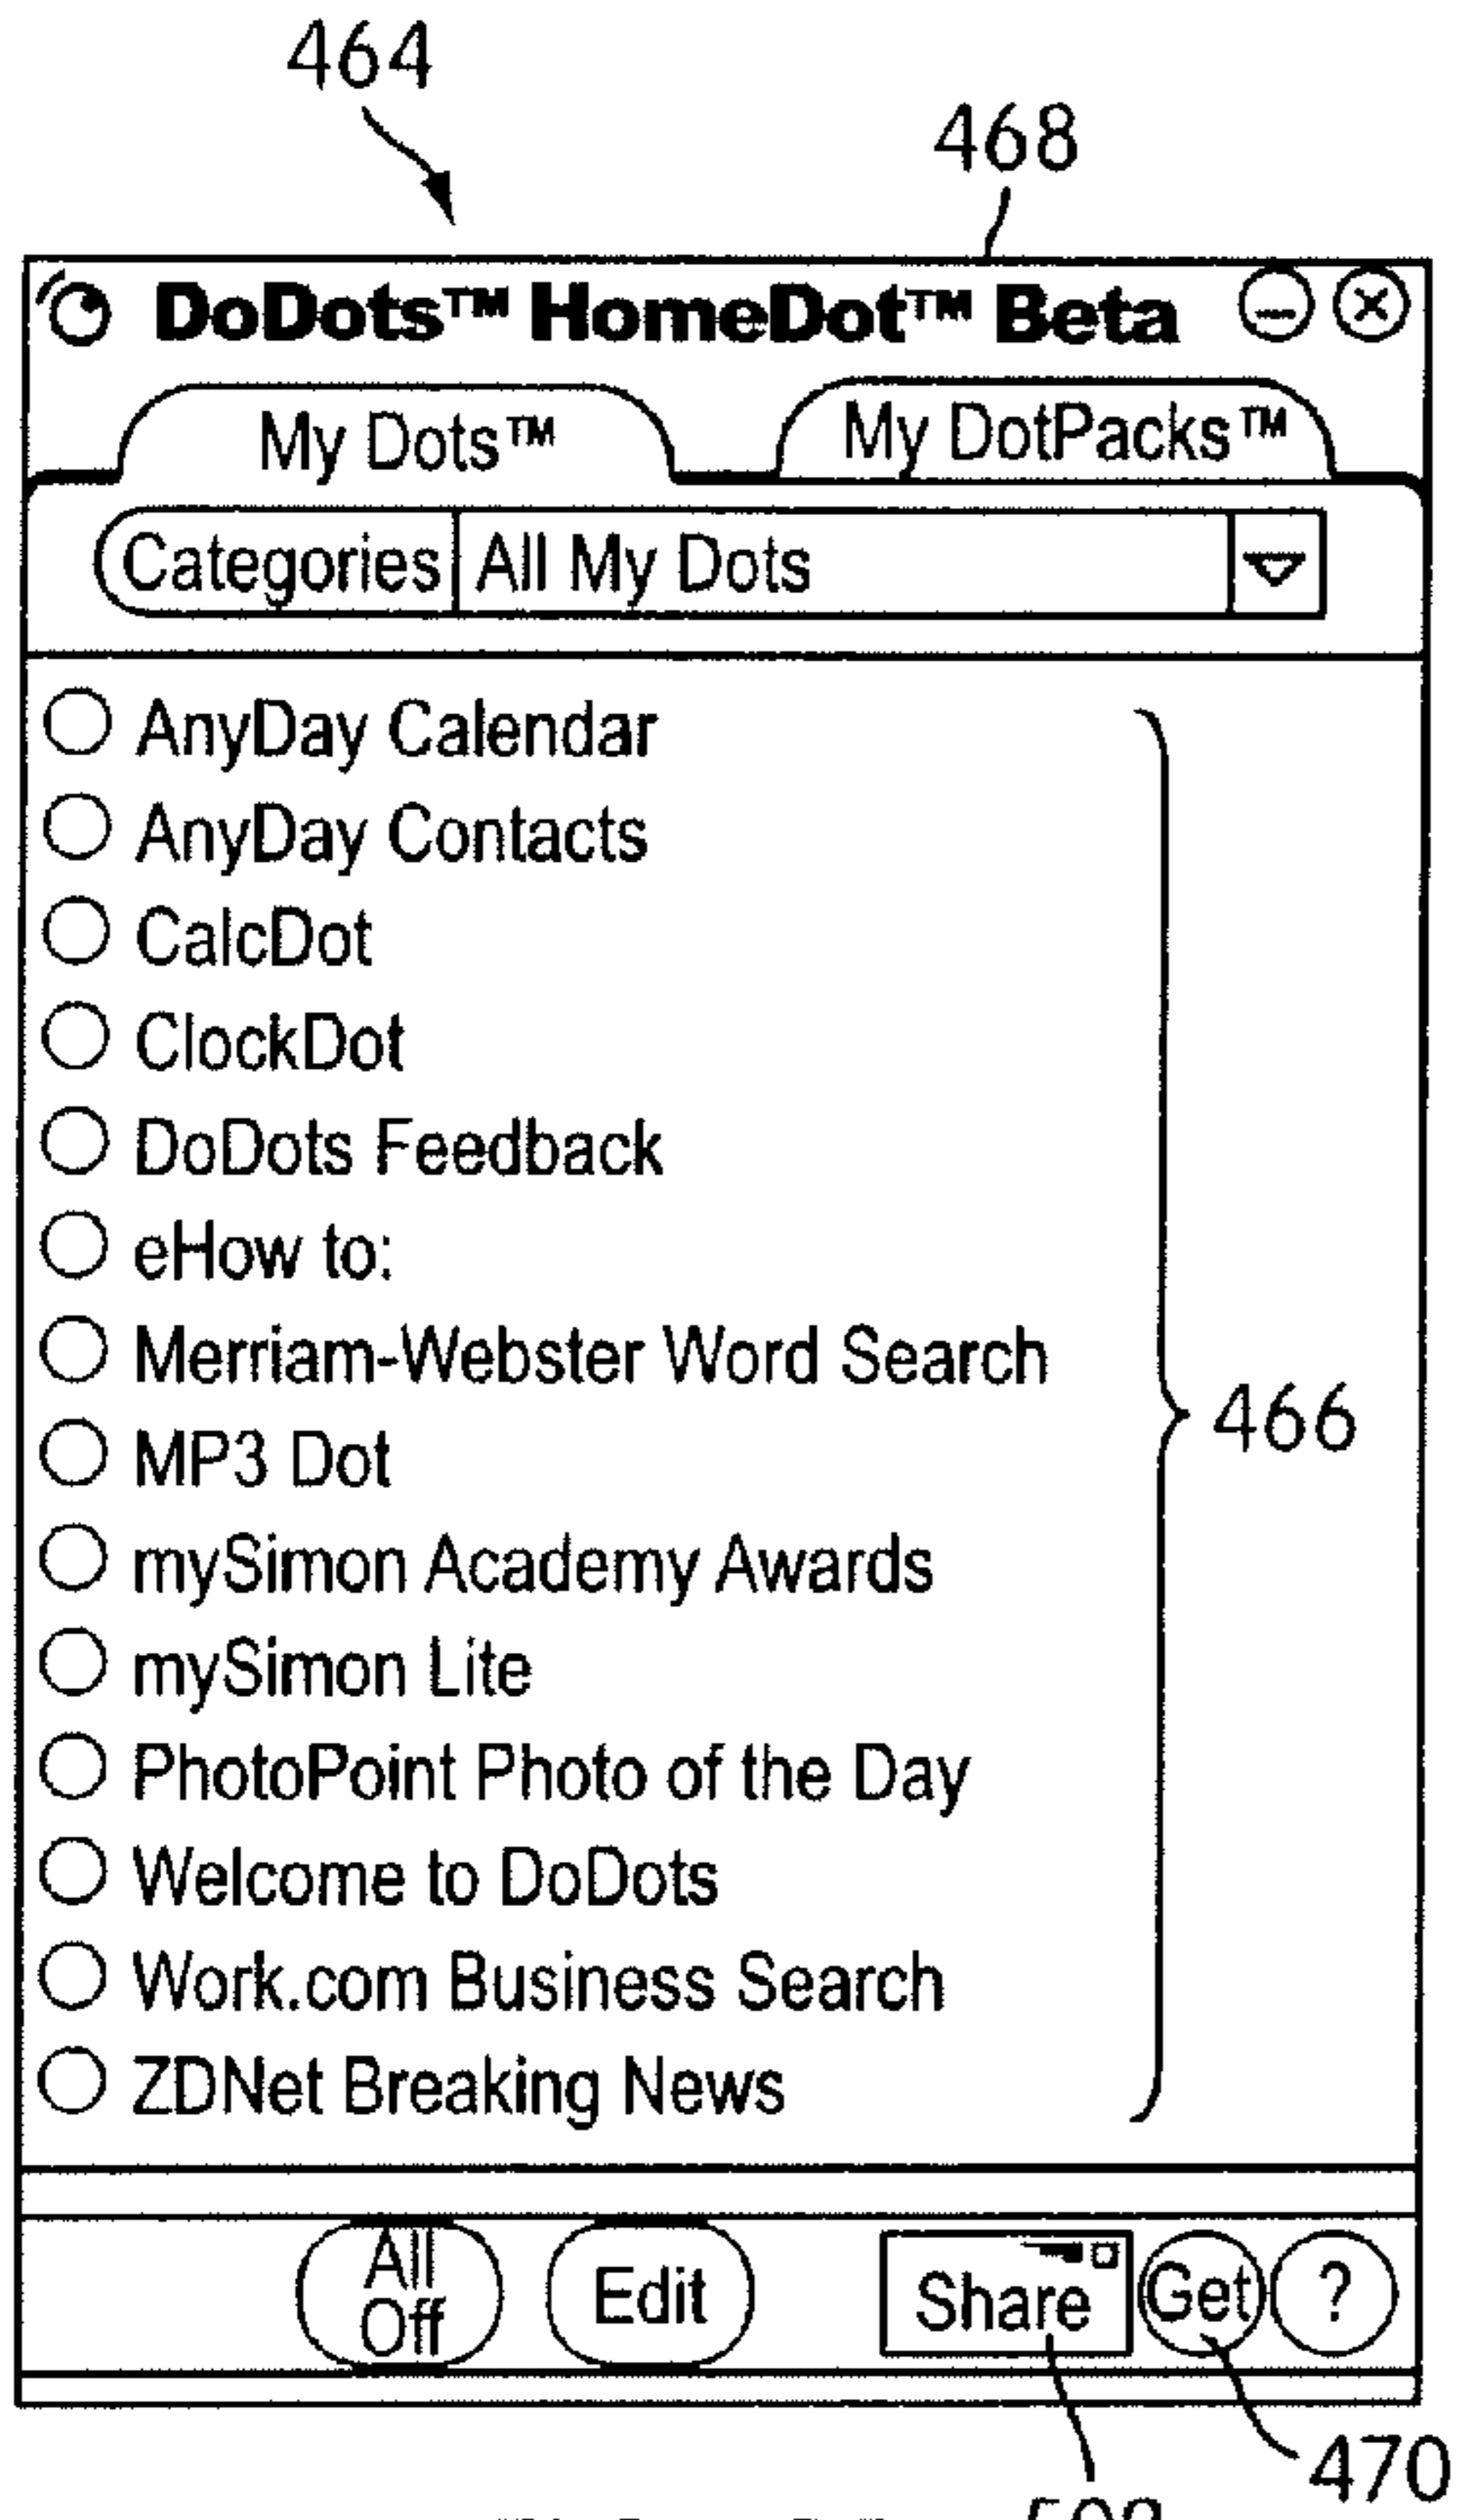 464
468
DoDots™ HomeDot™ Beta
My Dots™ My DotPacks™
Categories All My Dots
AnyDay Calendar
AnyDay Contacts
CalcDot
ClockDot
DoDots Feedback
eHow to:
Merriam-Webster Word Search
466
MP3 Dot
mySimon Academy Awards
mySimon Lite
PhotoPoint Photo of the Day
Welcome to DoDots
Work.com Business Search
ZDNet Breaking News
All Off Edit Share Get ?
470